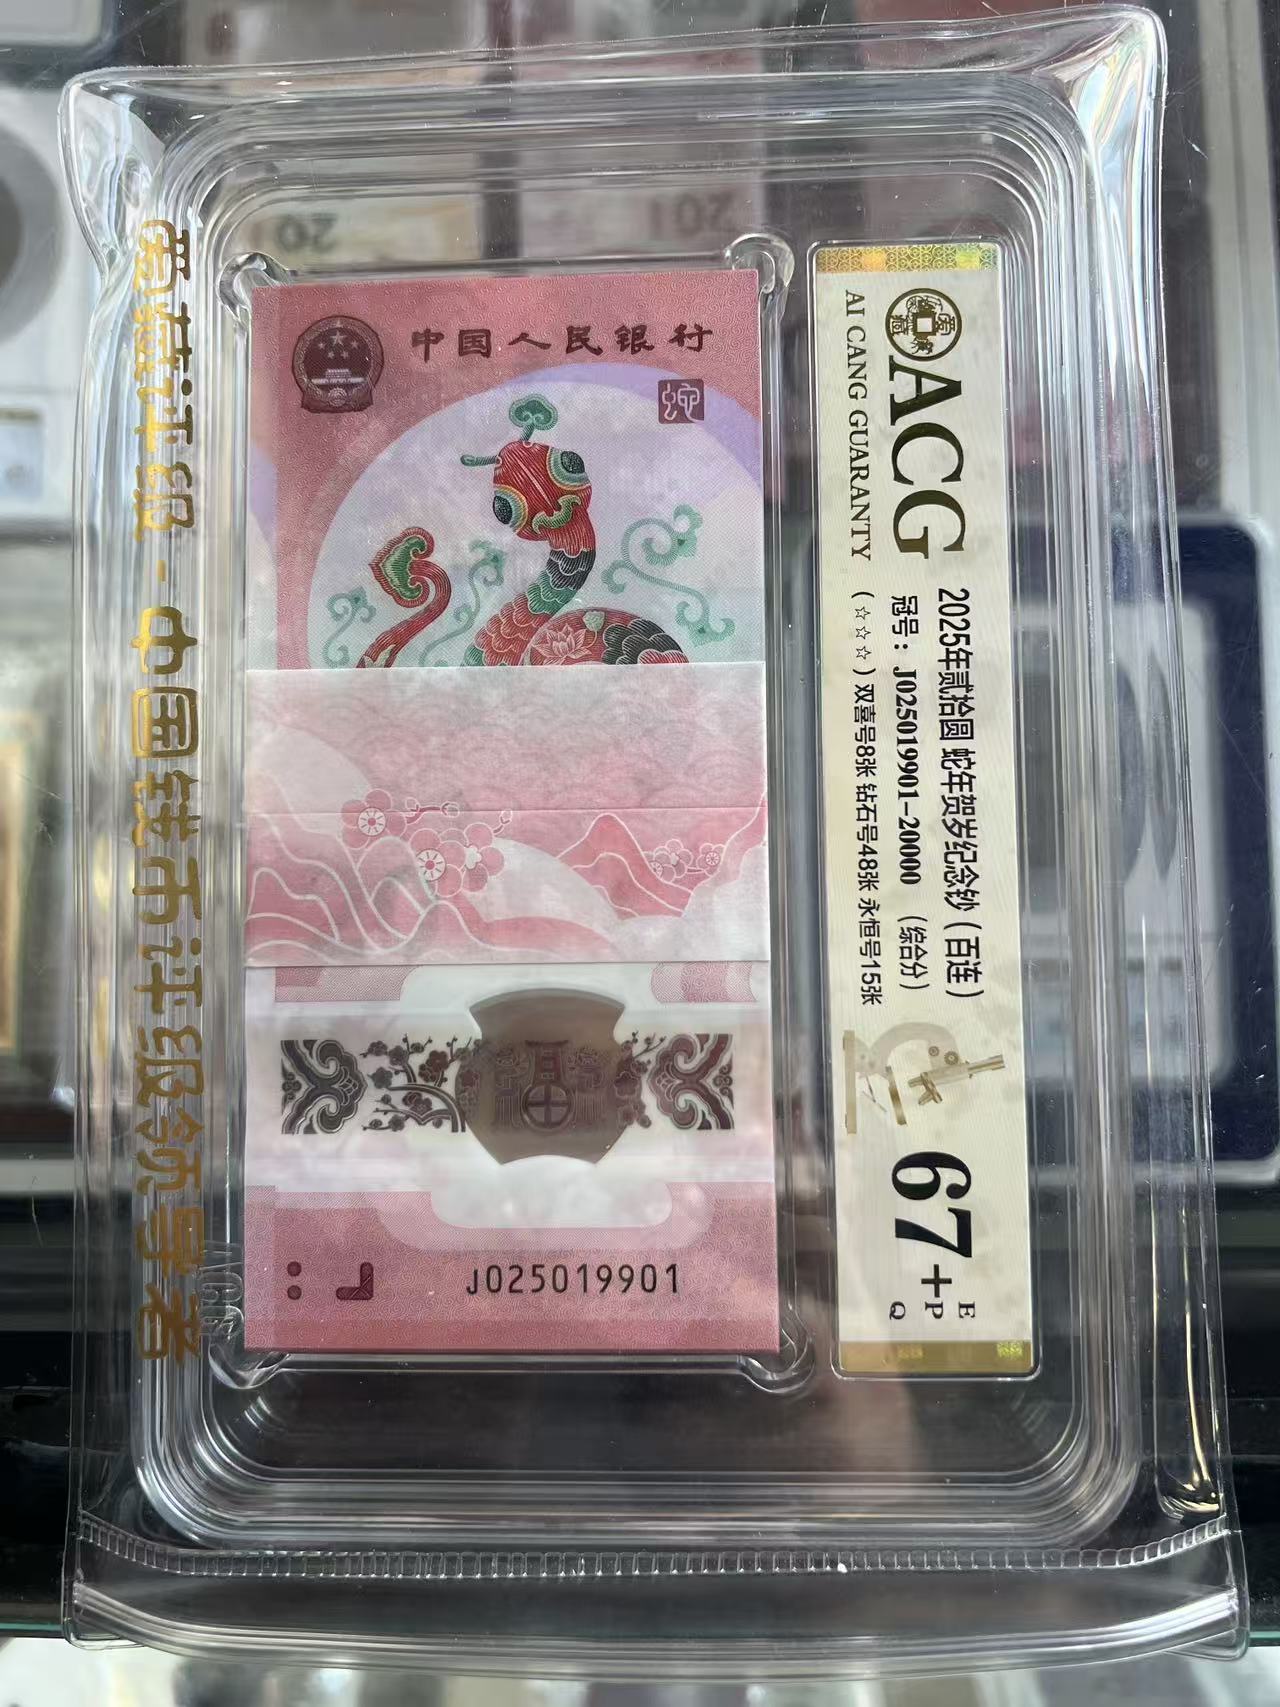 中国人民银行
蛇
J025019901
ACG
AI CANG GUARANTY
2025年贰拾圆 蛇年贺岁纪念钞（百连）
冠号：J025019901-20000 （综合分）
（☆☆☆）双喜号8张 钻石号48张 永恒号15张
67+
E
P
Q
爱藏评级-中国钱币评级领导者
ACG
201
20